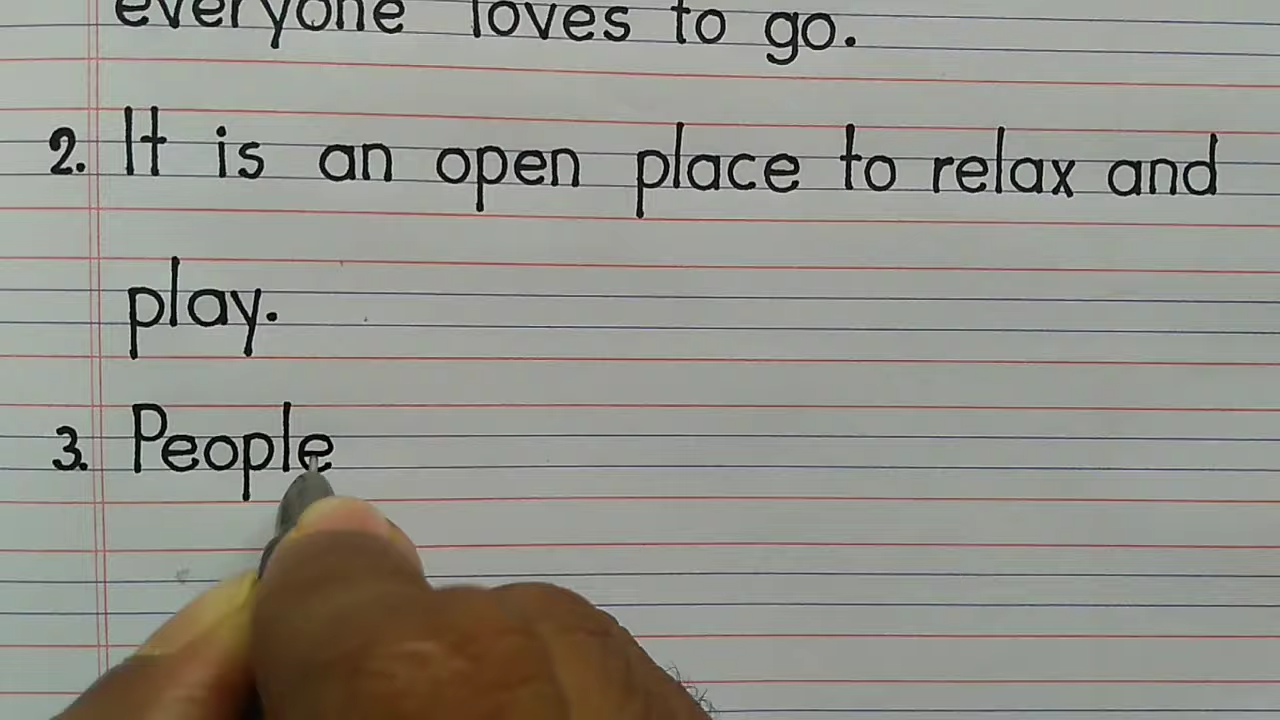 everyone loves to go.
2. It is an open place to relax and
play.
3. People